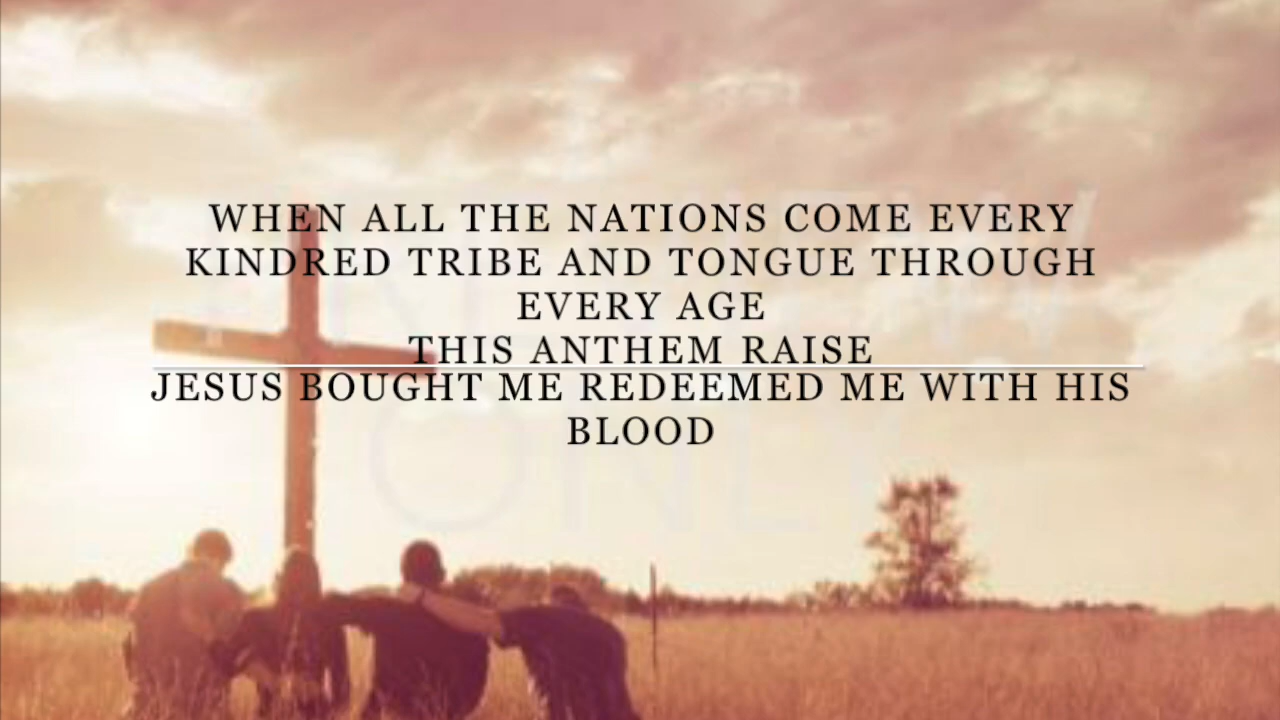 WHEN ALL THE NATIONS COME EVERY
KINDRED TRIBE AND TONGUE THROUGH
EVERY AGE
THIS ANTHEM RAISE
JESUS BOUGHT ME REDEEMED ME WITH HIS
BLOOD